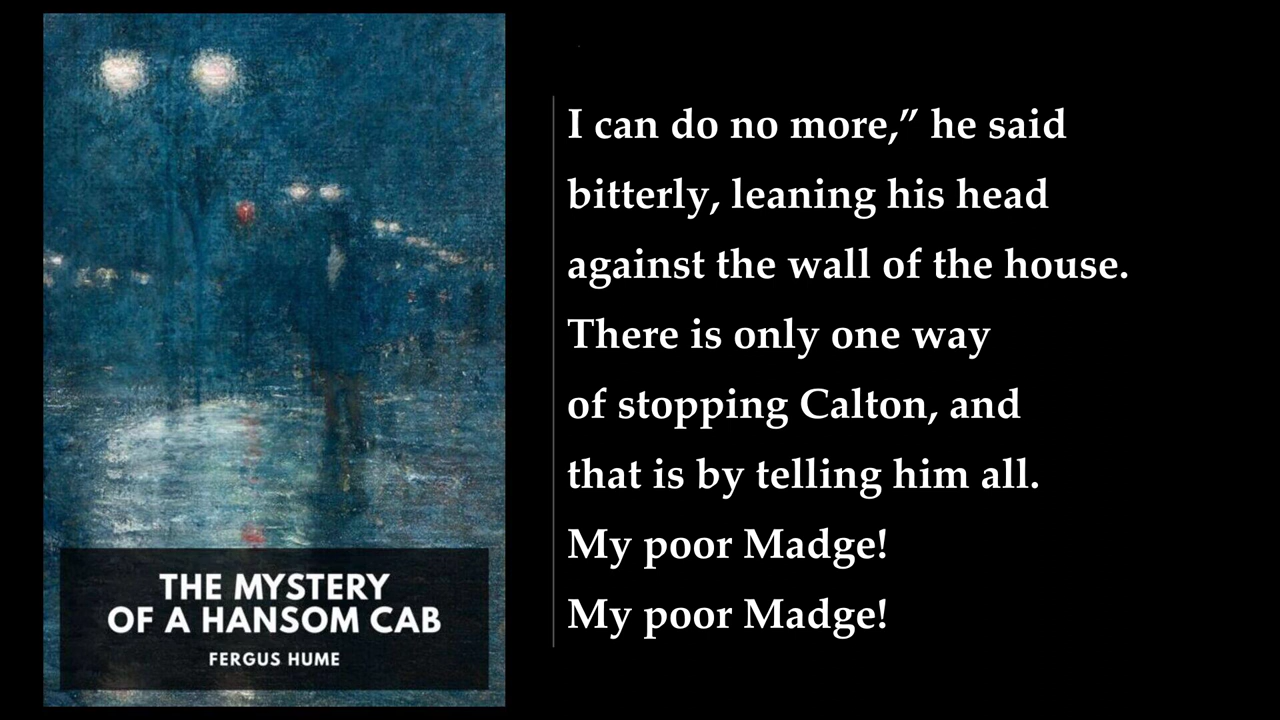 THE MYSTERY
OF A HANSOM CAB
FERGUS HUME
I can do no more,” he said
bitterly, leaning his head
against the wall of the house.
There is only one way
of stopping Calton, and
that is by telling him all.
My poor Madge!
My poor Madge!